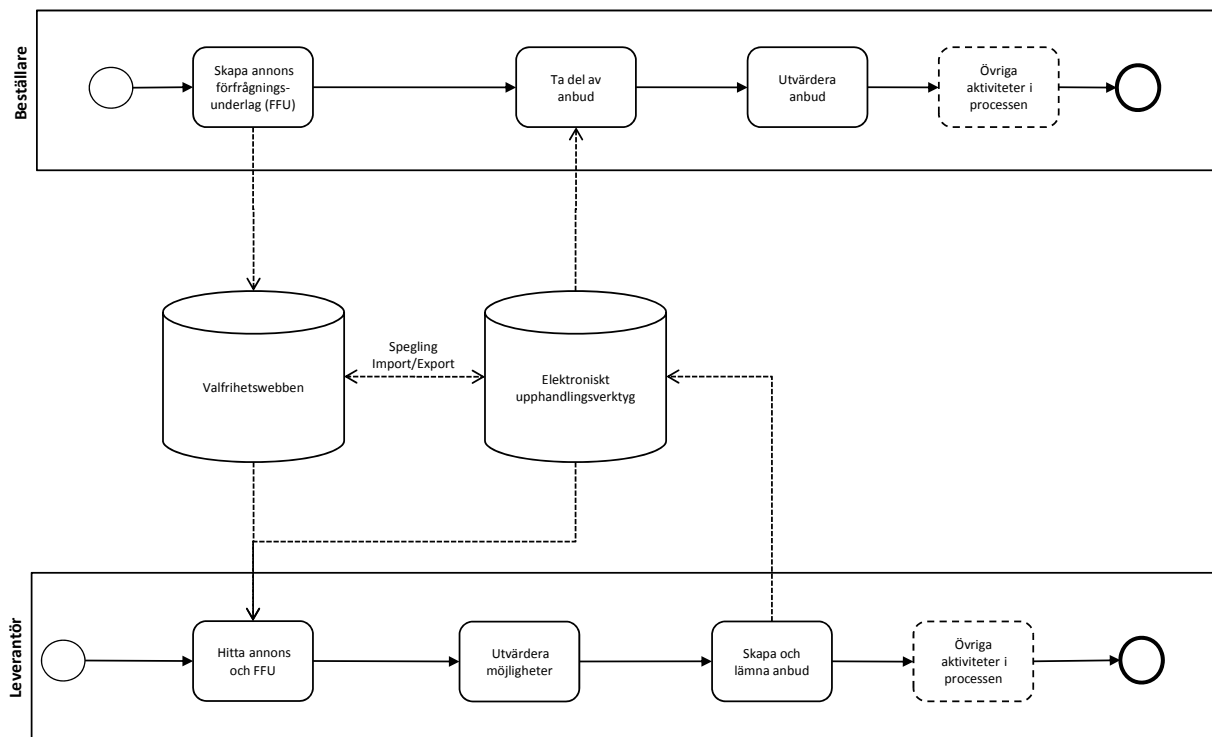 Beställare
Skapa annons
förfrågnings-
underlag (FFU)
Ta del av
anbud
Utvärdera
anbud
Övriga
aktiviteter i
processen
Valfrihetswebben
Spegling
Import/Export
Elektroniskt
upphandlingsverktyg
Leverantör
Hitta annons
och FFU
Utvärdera
möjligheter
Skapa och
lämna anbud
Övriga
aktiviteter i
processen